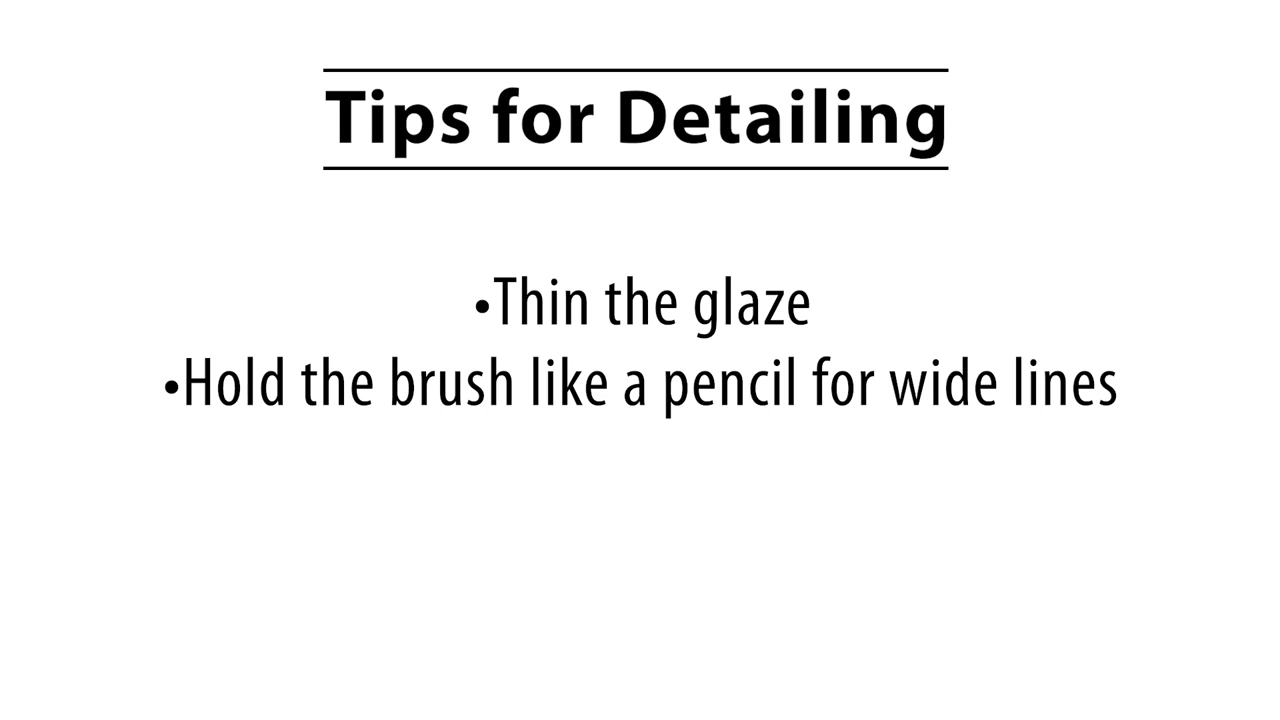 Tips for Detailing
•Thin the glaze
•Hold the brush like a pencil for wide lines